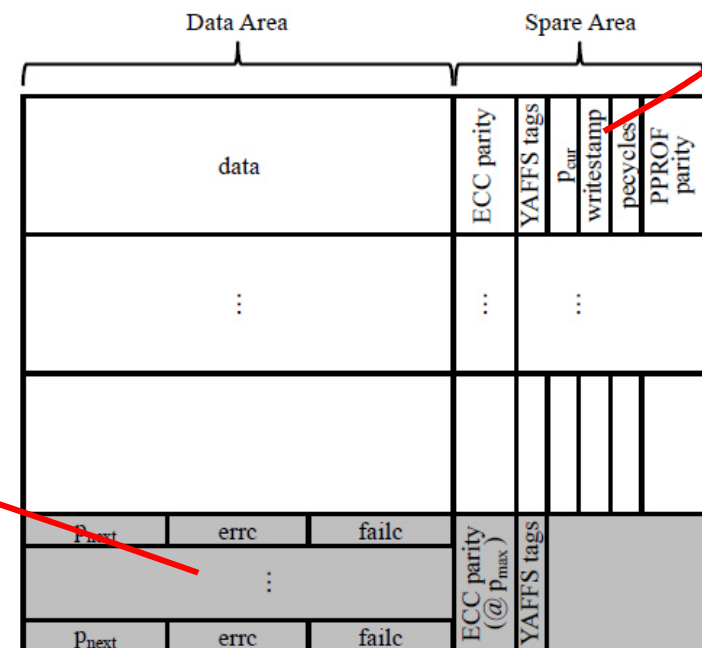 Data Area
Spare Area
data
ECC parity
YAFFS tags
p_cur
writestamp
pecycles
PPROF
parity
⋮
⋮
⋮
p_next
errc
failc
⋮
p_next
errc
failc
ECC parity
(@ p_max)
YAFFS tags